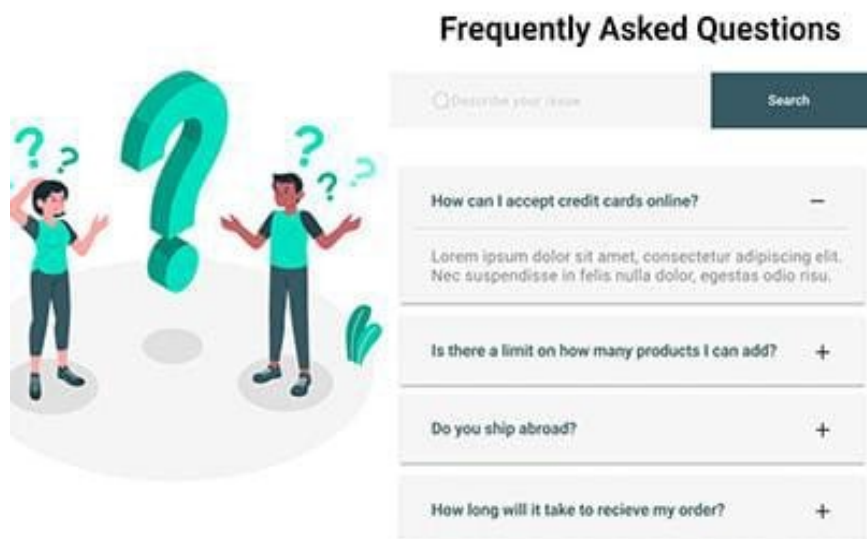 Frequently Asked Questions
Describe your issue
Search
How can I accept credit cards online?
Lorem ipsum dolor sit amet, consectetur adipiscing elit.
Nec suspendisse in felis nulla dolor, egestas odio risu.
Is there a limit on how many products I can add?
Do you ship abroad?
How long will it take to recieve my order?